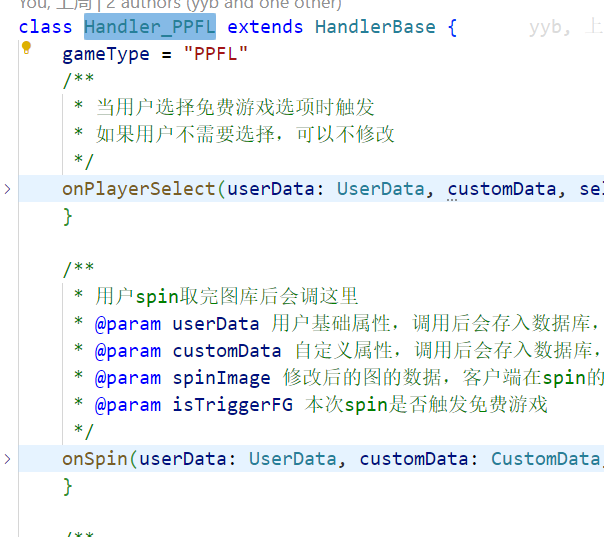 You, 上周 | 2 authors (yyb and one other)
class Handler_PPFL extends HandlerBase { yyb, 上
gameType = "PPFL"
/**
* 当用户选择免费游戏选项时触发
* 如果用户不需要选择，可以不修改
*/
onPlayerSelect(userData: UserData, customData, sel
}
/**
* 用户spin取完图库后会调这里
* @param userData 用户基础属性，调用后会存入数据库，
* @param customData 自定义属性，调用后会存入数据库，
* @param spinImage 修改后的图的数据，客户端在spin的
* @param isTriggerFG 本次spin是否触发免费游戏
*/
onSpin(userData: UserData, customData: CustomData,
}
/**